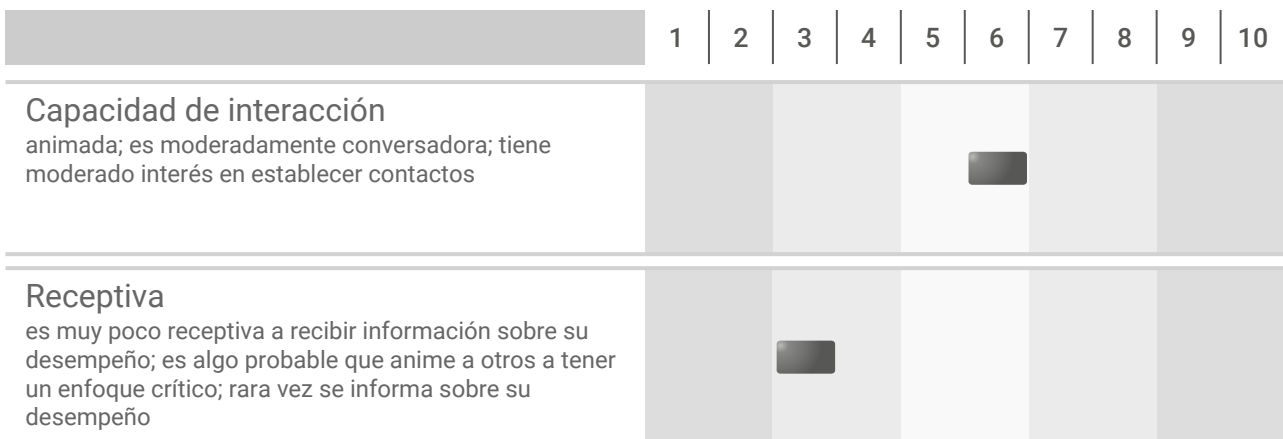 1 2 3 4 5 6 7 8 9 10
Capacidad de interacción
animada; es moderadamente conversadora; tiene
moderado interés en establecer contactos
Receptiva
es muy poco receptiva a recibir información sobre su
desempeño; es algo probable que anime a otros a tener
un enfoque crítico; rara vez se informa sobre su
desempeño